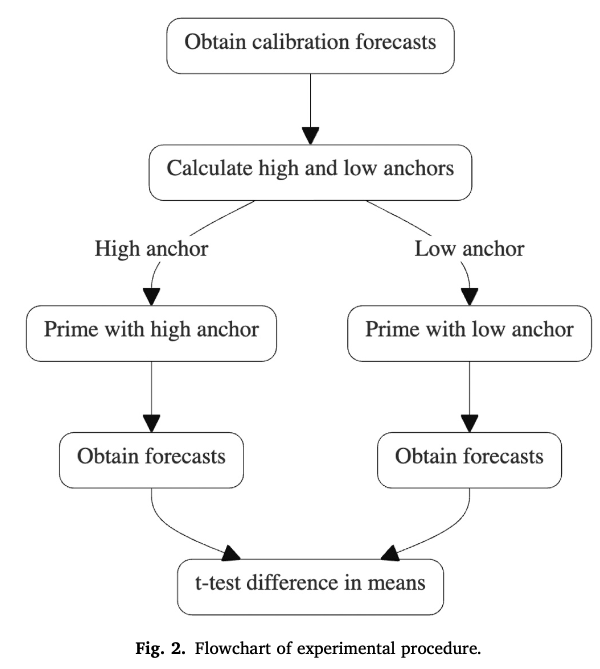 Obtain calibration forecasts
Calculate high and low anchors
High anchor
Low anchor
Prime with high anchor
Prime with low anchor
Obtain forecasts
Obtain forecasts
t-test difference in means
Fig. 2. Flowchart of experimental procedure.